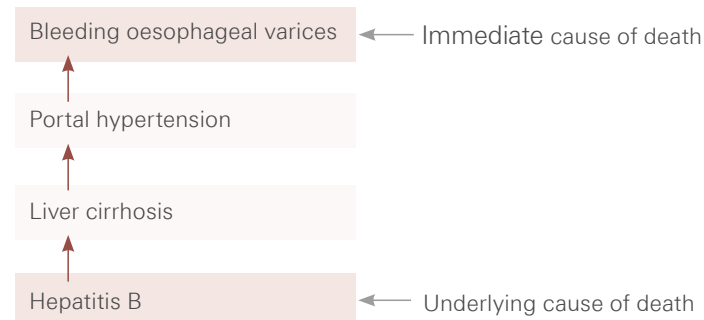 Bleeding oesophageal varices
Immediate cause of death
Portal hypertension
Liver cirrhosis
Hepatitis B
Underlying cause of death